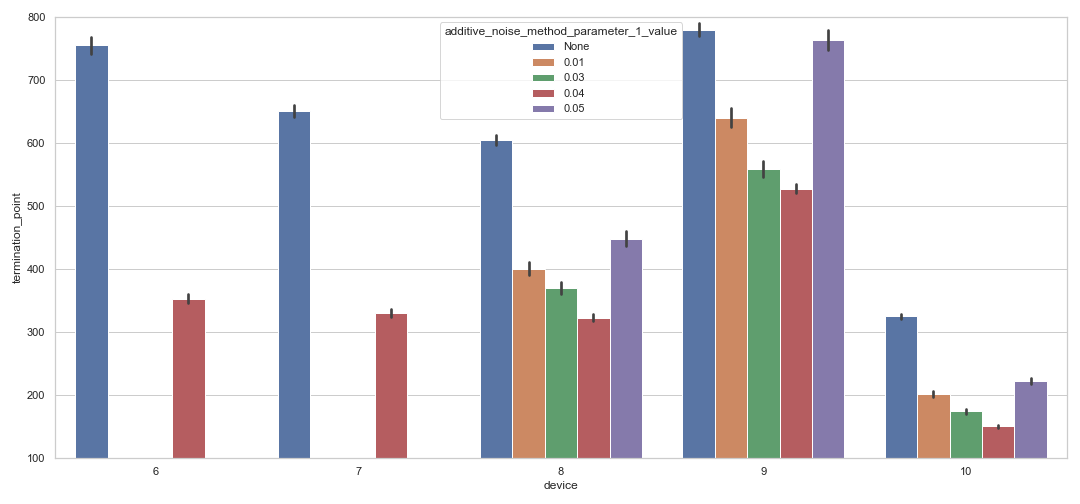 additive_noise_method_parameter_1_value
None
0.01
0.03
0.04
0.05
termination_point
800
700
600
500
400
300
200
100
6 7 8 9 10
device